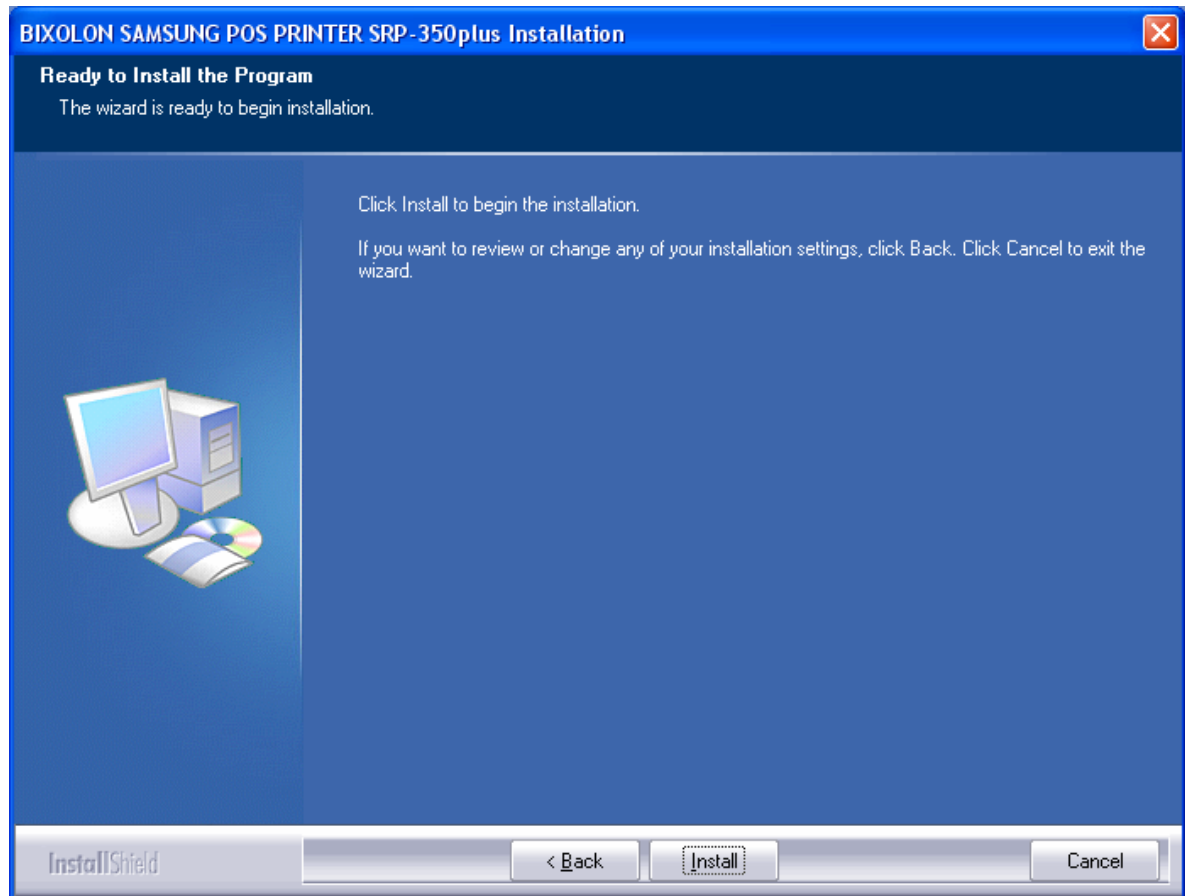 BIXOLON SAMSUNG POS PRINTER SRP-350plus Installation
Ready to Install the Program
The wizard is ready to begin installation.
Click Install to begin the installation.
If you want to review or change any of your installation settings, click Back. Click Cancel to exit the
wizard.
InstallShield
< Back
Install
Cancel